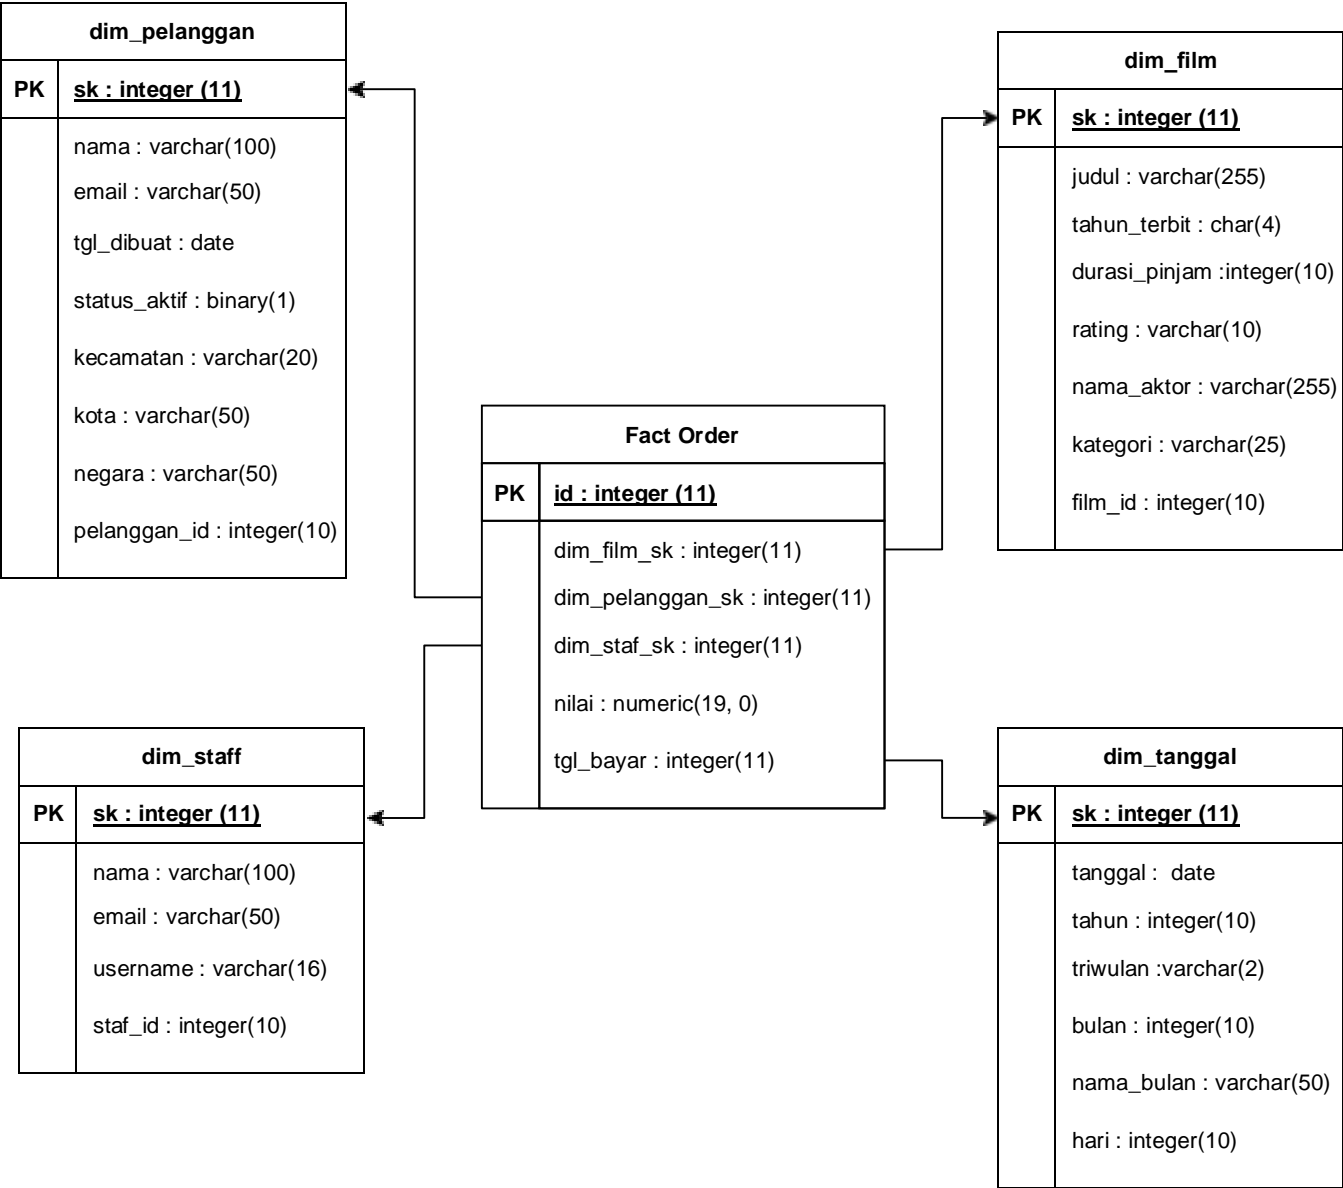 dim_pelanggan
PK sk : integer (11)
nama : varchar(100)
email : varchar(50)
tgl_dibuat : date
status_aktif : binary(1)
kecamatan : varchar(20)
kota : varchar(50)
negara : varchar(50)
pelanggan_id : integer(10)
dim_film
PK sk : integer (11)
judul : varchar(255)
tahun_terbit : char(4)
durasi_pinjam :integer(10)
rating : varchar(10)
nama_aktor : varchar(255)
kategori : varchar(25)
film_id : integer(10)
Fact Order
PK id : integer (11)
dim_film_sk : integer(11)
dim_pelanggan_sk : integer(11)
dim_staf_sk : integer(11)
nilai : numeric(19, 0)
tgl_bayar : integer(11)
dim_staff
PK sk : integer (11)
nama : varchar(100)
email : varchar(50)
username : varchar(16)
staf_id : integer(10)
dim_tanggal
PK sk : integer (11)
tanggal :  date
tahun : integer(10)
triwulan :varchar(2)
bulan : integer(10)
nama_bulan : varchar(50)
hari : integer(10)